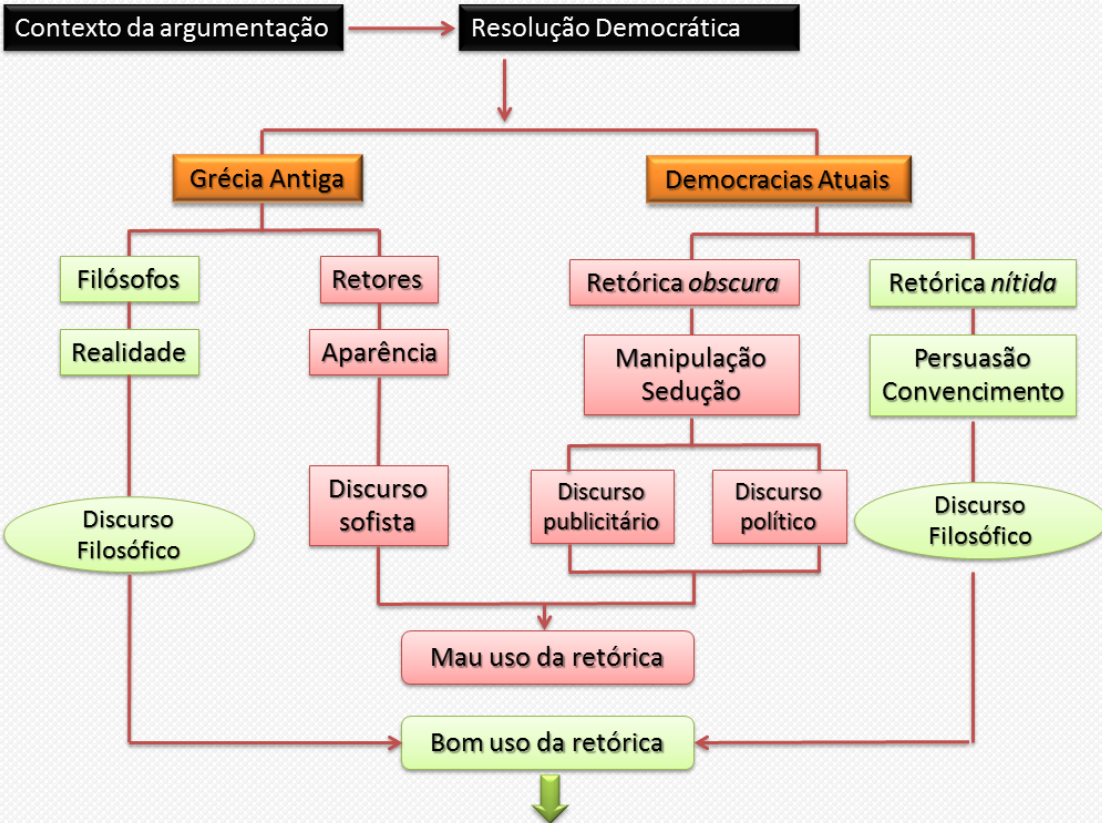 Contexto da argumentação
Resolução Democrática
Grécia Antiga
Democracias Atuais
Filósofos
Retores
Retórica obscura
Retórica nítida
Realidade
Aparência
Manipulação
Sedução
Persuasão
Convencimento
Discurso
sofista
Discurso
publicitário
Discurso
político
Discurso
Filosófico
Discurso
Filosófico
Mau uso da retórica
Bom uso da retórica